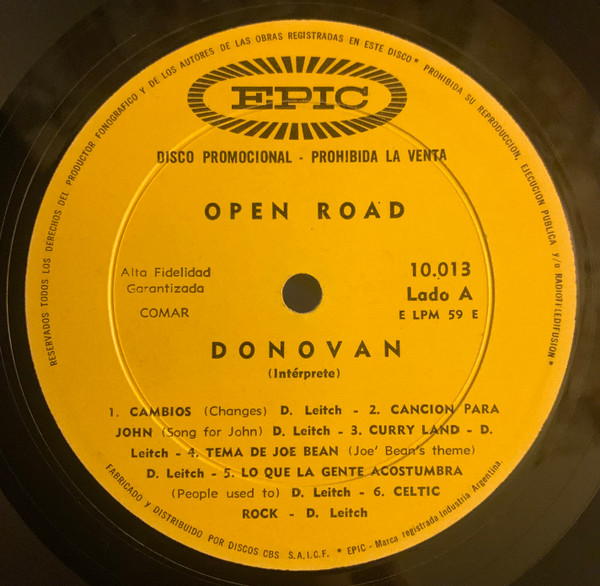 RESERVADOS TODOS LOS DERECHOS DEL PRODUCTOR FONOGRAFICO Y DE LOS AUTORES DE LAS OBRAS REGISTRADAS EN ESTE DISCO * PROHIBIDA SU REPRODUCCION, EJECUCION PUBLICA y/o RADIOTELEDIFUSION *
EPIC
DISCO PROMOCIONAL - PROHIBIDA LA VENTA
OPEN ROAD
Alta Fidelidad
Garantizada
COMAR
10.013
Lado A
E LPM 59 E
DONOVAN
(Intérprete)
1. CAMBIOS (Changes) D. Leitch - 2. CANCION PARA
JOHN (Song for John) D. Leitch - 3. CURRY LAND - D.
Leitch - 4. TEMA DE JOE BEAN (Joe' Bean's theme)
D. Leitch - 5. LO QUE LA GENTE ACOSTUMBRA
(People used to) D. Leitch - 6. CELTIC
ROCK - D. Leitch
FABRICADO Y DISTRIBUIDO POR DISCOS CBS S.A.I.C.F. * EPIC - Marca registrada Industria Argentina.